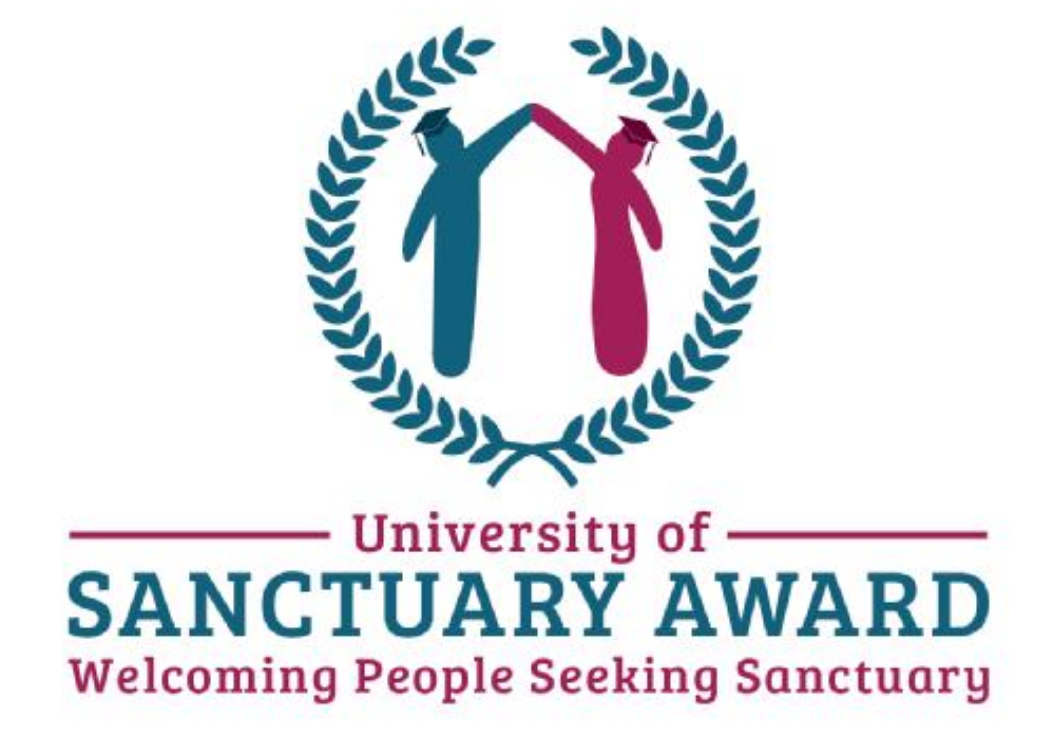 University of
SANCTUARY AWARD
Welcoming People Seeking Sanctuary